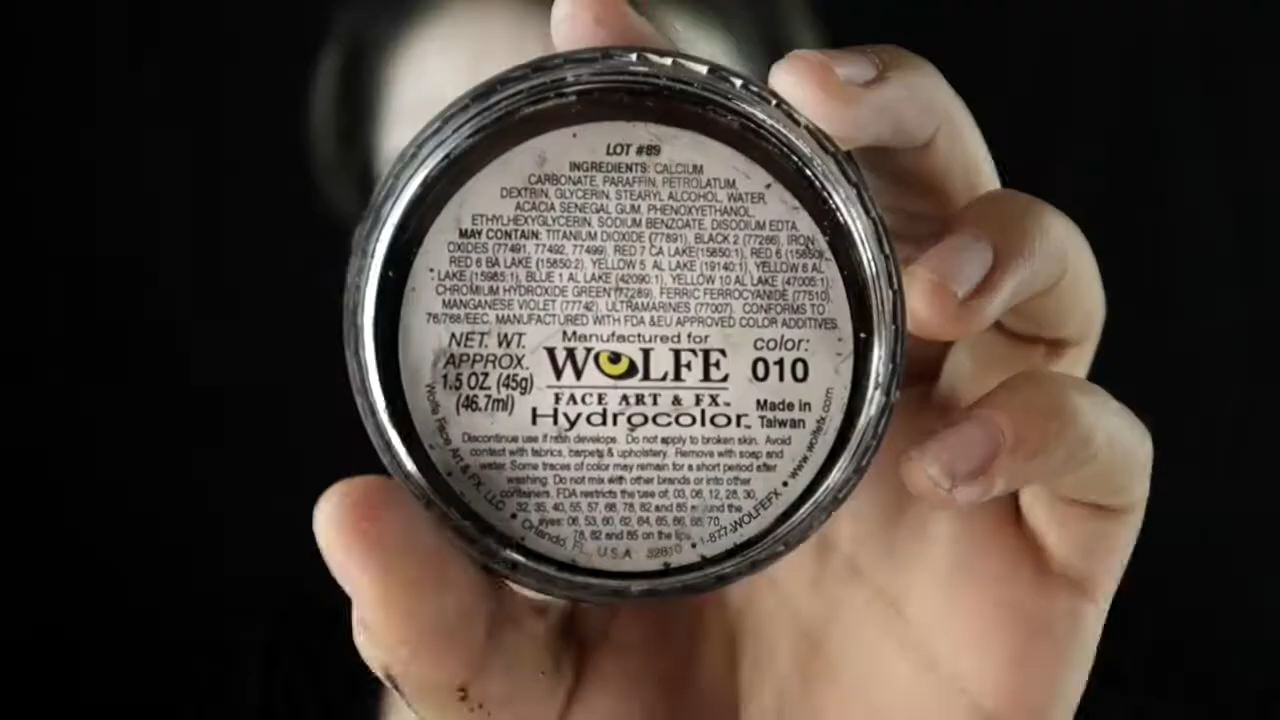 LOT #89
INGREDIENTS: CALCIUM
CARBONATE, PARAFFIN, PETROLATUM,
DEXTRIN, GLYCERIN, STEARYL ALCOHOL, WATER,
ACACIA SENEGAL GUM, PHENOXYETHANOL,
ETHYLHEXYGLYCERIN, SODIUM BENZOATE, DISODIUM EDTA.
MAY CONTAIN: TITANIUM DIOXIDE (77891), BLACK 2 (77266), IRON
OXIDES (77491, 77492, 77499), RED 7 CA LAKE(15850:1), RED 6 (15850),
RED 6 BA LAKE (15850:2), YELLOW 5 AL LAKE (19140:1), YELLOW 6 AL
LAKE (15985:1), BLUE 1 AL LAKE (42090:1), YELLOW 10 AL LAKE (47005:1),
CHROMIUM HYDROXIDE GREEN(77289), FERRIC FERROCYANIDE (77510),
MANGANESE VIOLET (77742), ULTRAMARINES (77007). CONFORMS TO
76/768/EEC. MANUFACTURED WITH FDA &EU APPROVED COLOR ADDITIVES.
NET. WT.
APPROX.
1.5 OZ. (45g)
(46.7ml)
Manufactured for
WOLFE
FACE ART & FX™
Hydrocolor™
color:
010
Made in
Taiwan
Discontinue use if rash develops. Do not apply to broken skin. Avoid
contact with fabrics, carpets & upholstery. Remove with soap and
water. Some traces of color may remain for a short period after
washing. Do not mix with other brands or into other
containers. FDA restricts the use of: 03, 06, 12, 28, 30,
32, 35, 40, 55, 57, 68, 78, 82 and 85 around the
eyes: 06, 53, 60, 62, 64, 65, 66, 68, 70,
78, 82 and 85 on the lips.
Wolfe Face Art & FX, LLC • Orlando, FL, U.S.A 32810 • 1-877-WOLFEFX • www.wolfefx.com